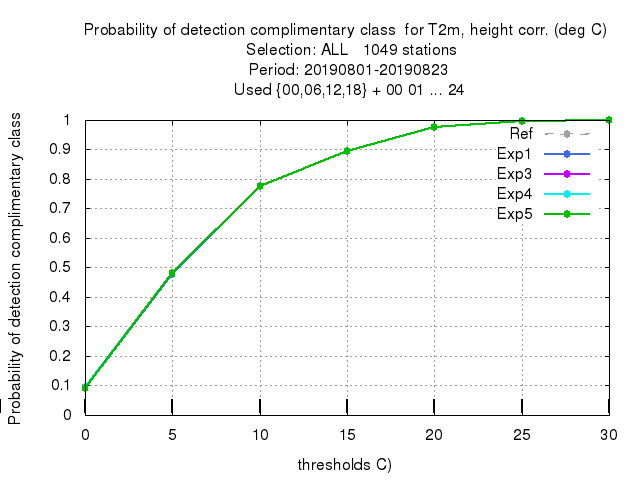 Probability of detection complimentary class for T2m, height corr. (deg C)
Selection: ALL 1049 stations
Period: 20190801-20190823
Used {00,06,12,18} + 00 01 ... 24
Probability of detection complimentary class
1
0.9
0.8
0.7
0.6
0.5
0.4
0.3
0.2
0.1
0
Ref
Exp1
Exp3
Exp4
Exp5
0 5 10 15 20 25 30
thresholds C)